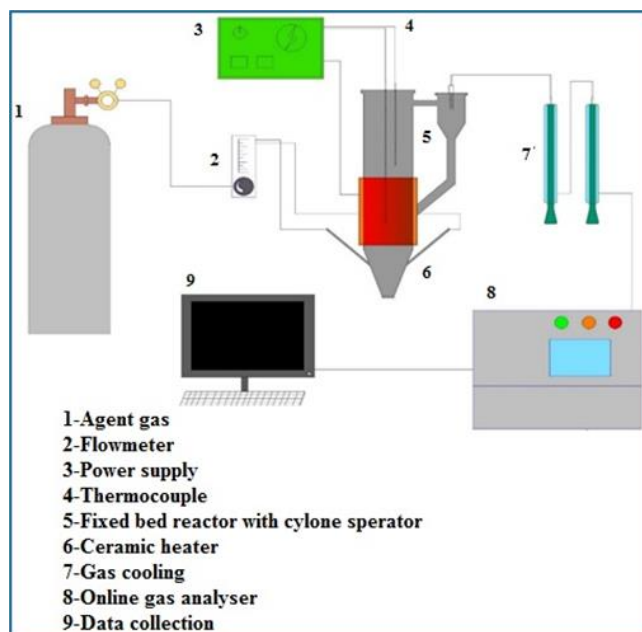 3
4
1
5
2
7
6
9
8
1-Agent gas
2-Flowmeter
3-Power supply
4-Thermocouple
5-Fixed bed reactor with cylone sperator
6-Ceramic heater
7-Gas cooling
8-Online gas analyser
9-Data collection